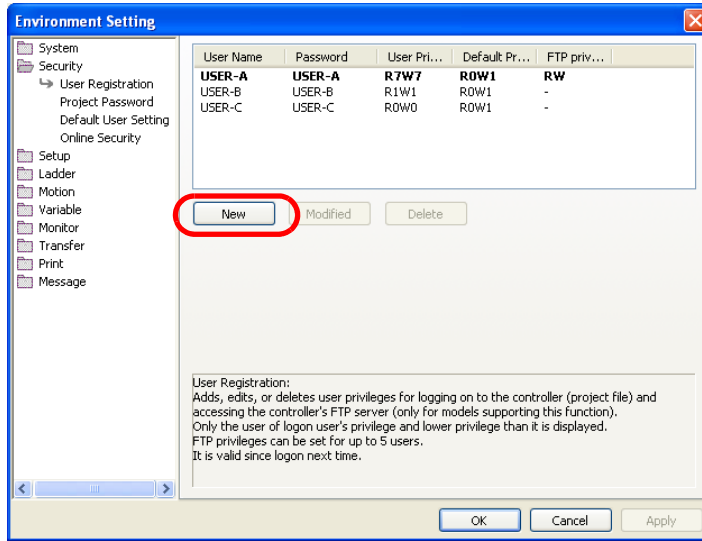 Environment Setting
System
Security
User Registration
Project Password
Default User Setting
Online Security
Setup
Ladder
Motion
Variable
Monitor
Transfer
Print
Message
User Name Password User Pri... Default Pr... FTP priv...
USER-A USER-A R7W7 R0W1 RW
USER-B USER-B R1W1 R0W1 -
USER-C USER-C R0W0 R0W1 -
New Modified Delete
User Registration:
Adds, edits, or deletes user privileges for logging on to the controller (project file) and
accessing the controller's FTP server (only for models supporting this function).
Only the user of logon user's privilege and lower privilege than it is displayed.
FTP privileges can be set for up to 5 users.
It is valid since logon next time.
OK Cancel Apply